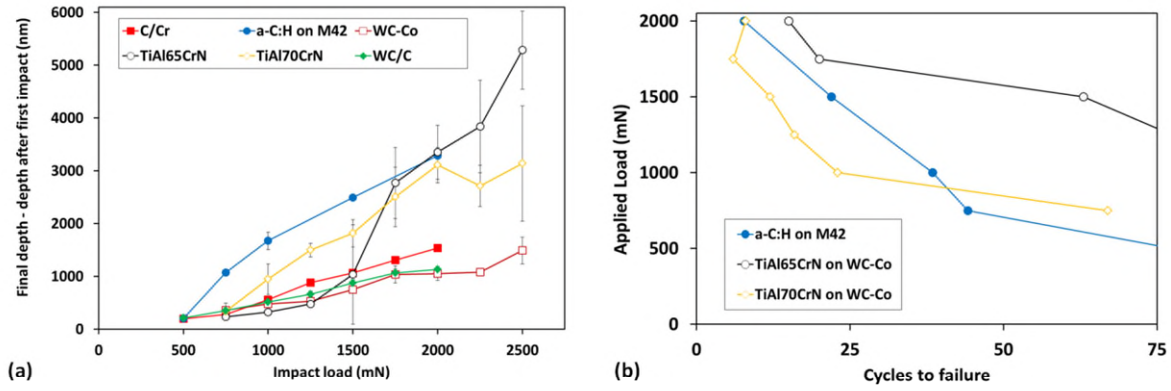 Final depth - depth after first impact (nm)
6000
5000
4000
3000
2000
1000
0
C/Cr a-C:H on M42 WC-Co
TiAl65CrN TiAl70CrN WC/C
0 500 1000 1500 2000 2500
Impact load (mN)
(a)
Applied Load (mN)
2000
1500
1000
500
0
a-C:H on M42
TiAl65CrN on WC-Co
TiAl70CrN on WC-Co
0 25 50 75
Cycles to failure
(b)